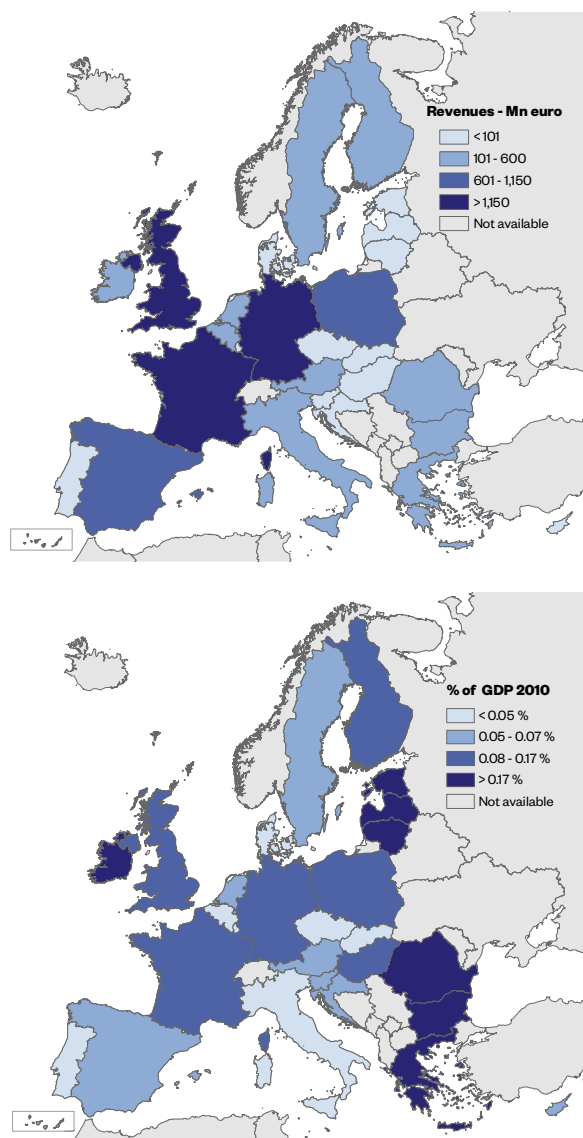 Revenues - Mn euro
<101
101 - 600
601 - 1,150
>1,150
Not available
% of GDP 2010
< 0.05 %
0.05 - 0.07 %
0.08 - 0.17 %
> 0.17 %
Not available